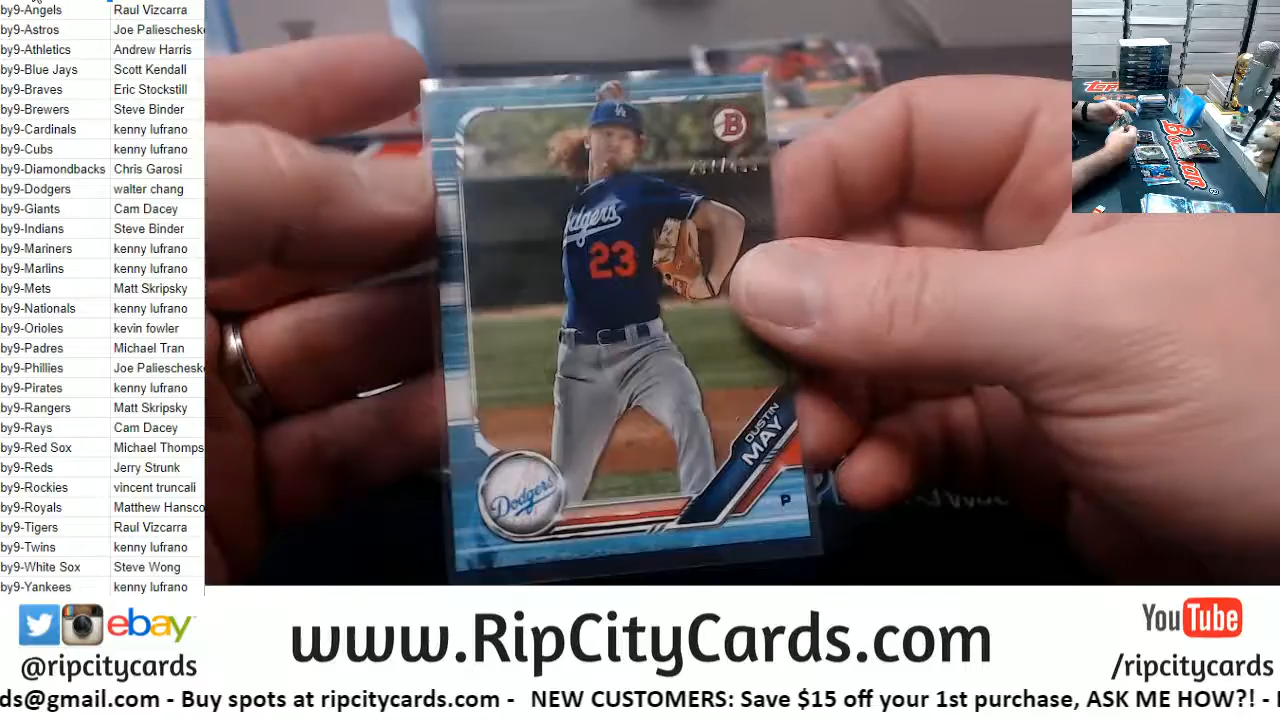 by9-Angels Raul Vizcarra
by9-Astros Joe Paliescheske
by9-Athletics Andrew Harris
by9-Blue Jays Scott Kendall
by9-Braves Eric Stockstill
by9-Brewers Steve Binder
by9-Cardinals kenny lufrano
by9-Cubs kenny lufrano
by9-Diamondbacks Chris Garosi
by9-Dodgers walter chang
by9-Giants Cam Dacey
by9-Indians Steve Binder
by9-Mariners kenny lufrano
by9-Marlins kenny lufrano
by9-Mets Matt Skripsky
by9-Nationals kenny lufrano
by9-Orioles kevin fowler
by9-Padres Michael Tran
by9-Phillies Joe Palieschesk
by9-Pirates kenny lufrano
by9-Rangers Matt Skripsky
by9-Rays Cam Dacey
by9-Red Sox Michael Thomps
by9-Reds Jerry Strunk
by9-Rockies vincent truncali
by9-Royals Matthew Hansco
by9-Tigers Raul Vizcarra
by9-Twins kenny lufrano
by9-White Sox Steve Wong
by9-Yankees kenny lufrano
LA
B
Dodgers
23
DUSTIN
MAY
P
Dodgers
TOPPS
Bowman
ebay
@ripcitycards
www.RipCityCards.com
YouTube
/ripcitycards
ds@gmail.com - Buy spots at ripcitycards.com - NEW CUSTOMERS: Save $15 off your 1st purchase, ASK ME HOW?! -